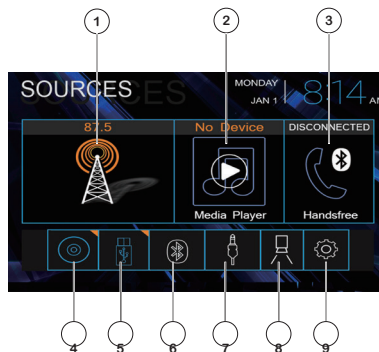 1 2 3
SOURCES
MONDAY
JAN 1
8:14 AM
87.5 No Device DISCONNECTED
Media Player Handsfree
4 5 6 7 8 9